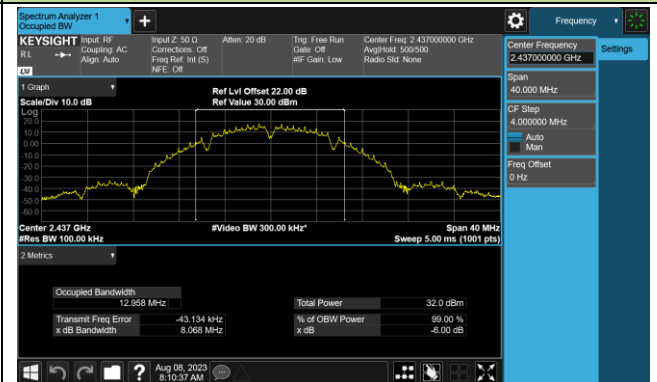 Spectrum Analyzer 1
Occupied BW
Frequency
Settings
KEYSIGHT
R L
LXI
Input: RF
Coupling: AC
Align: Auto
Input Z: 50 Ω
Corrections: Off
Freq Ref: Int (S)
NFE: Off
Atten: 20 dB
Trig: Free Run
Gate: Off
#IF Gain: Low
Center Freq: 2.437000000 GHz
Avg|Hold: 500/500
Radio Std: None
Center Frequency
2.437000000 GHz
Span
40.000 MHz
CF Step
4.000000 MHz
Auto
Man
Freq Offset
0 Hz
1 Graph
Scale/Div 10.0 dB
Ref Lvl Offset 22.00 dB
Ref Value 30.00 dBm
Log
20.0
10.0
0.00
-10.0
-20.0
-30.0
-40.0
-50.0
-60.0
Center 2.437 GHz
#Res BW 100.00 kHz
#Video BW 300.00 kHz*
Span 40 MHz
Sweep 5.00 ms (1001 pts)
2 Metrics
Occupied Bandwidth
12.958 MHz
Total Power 32.0 dBm
Transmit Freq Error -43.134 kHz
% of OBW Power 99.00 %
x dB Bandwidth 8.068 MHz
x dB -6.00 dB
?
Aug 08, 2023
8:10:37 AM